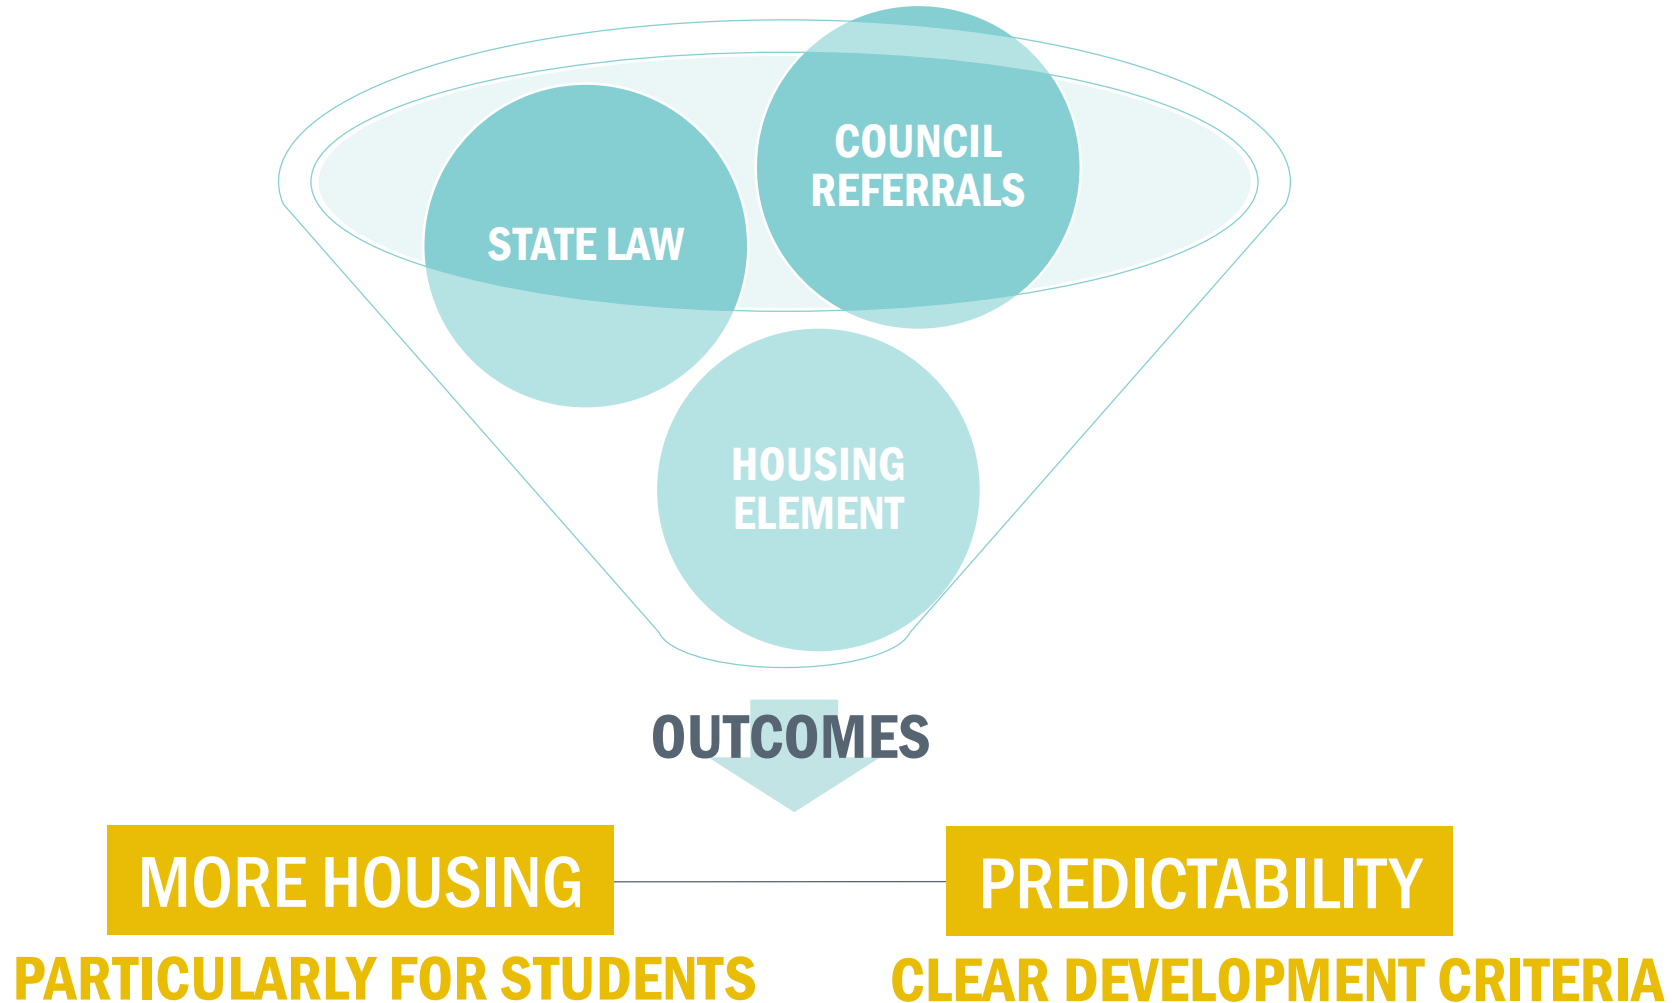 COUNCIL
REFERRALS
STATE LAW
HOUSING
ELEMENT
OUTCOMES
MORE HOUSING
PREDICTABILITY
PARTICULARLY FOR STUDENTS
CLEAR DEVELOPMENT CRITERIA